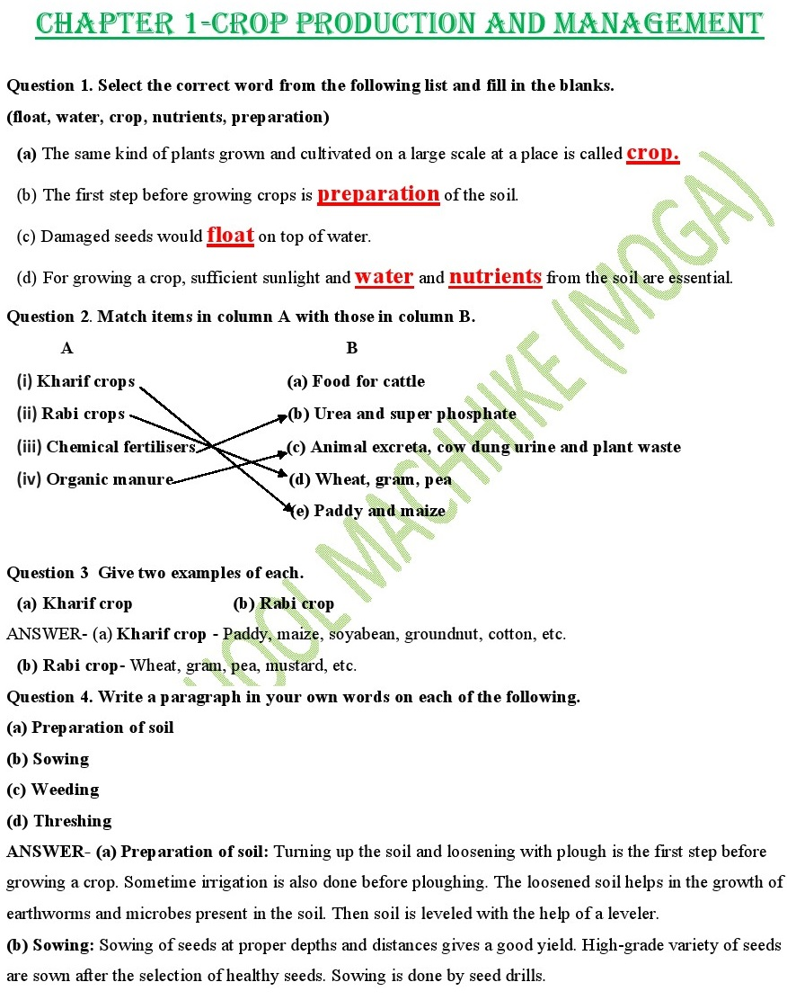 CHAPTER 1-CROP PRODUCTION AND MANAGEMENT
Question 1. Select the correct word from the following list and fill in the blanks.
(float, water, crop, nutrients, preparation)
(a) The same kind of plants grown and cultivated on a large scale at a place is called crop.
(b) The first step before growing crops is preparation of the soil.
(c) Damaged seeds would float on top of water.
(d) For growing a crop, sufficient sunlight and water and nutrients from the soil are essential.
Question 2. Match items in column A with those in column B.
A B
(i) Kharif crops (a) Food for cattle
(ii) Rabi crops (b) Urea and super phosphate
(iii) Chemical fertilisers (c) Animal excreta, cow dung urine and plant waste
(iv) Organic manure (d) Wheat, gram, pea
(e) Paddy and maize
Question 3 Give two examples of each.
(a) Kharif crop (b) Rabi crop
ANSWER- (a) Kharif crop - Paddy, maize, soyabean, groundnut, cotton, etc.
(b) Rabi crop- Wheat, gram, pea, mustard, etc.
Question 4. Write a paragraph in your own words on each of the following.
(a) Preparation of soil
(b) Sowing
(c) Weeding
(d) Threshing
ANSWER- (a) Preparation of soil: Turning up the soil and loosening with plough is the first step before
growing a crop. Sometime irrigation is also done before ploughing. The loosened soil helps in the growth of
earthworms and microbes present in the soil. Then soil is leveled with the help of a leveler.
(b) Sowing: Sowing of seeds at proper depths and distances gives a good yield. High-grade variety of seeds
are sown after the selection of healthy seeds. Sowing is done by seed drills.
MACHHIKE (MOGA)